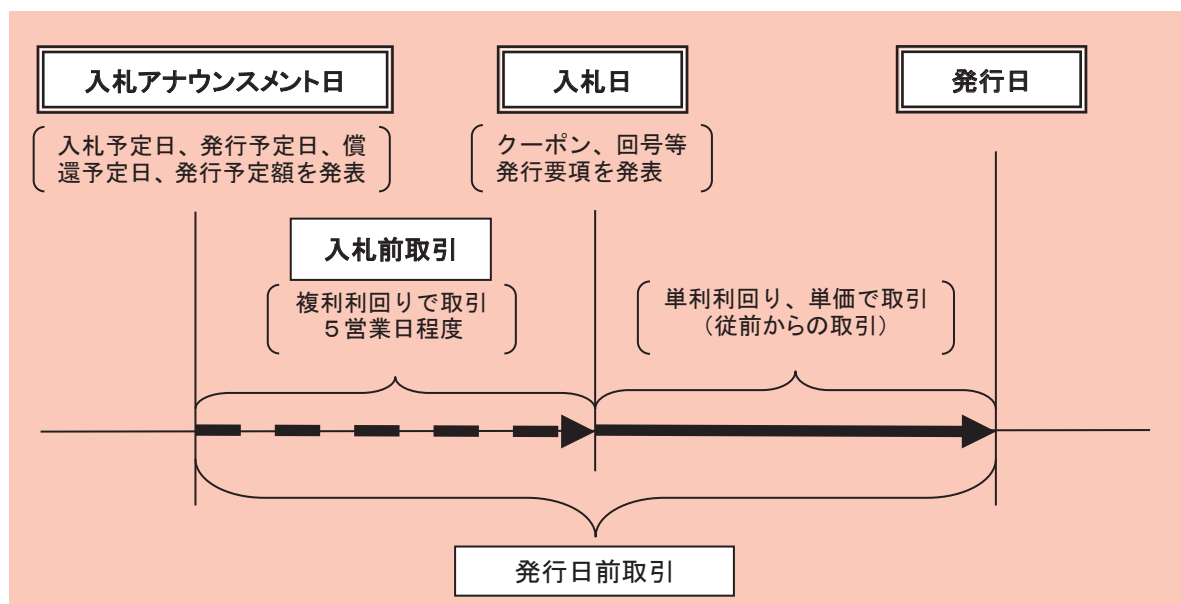 入札アナウンスメント日
入札日
発行日
入札予定日、発行予定日、償
還予定日、発行予定額を発表
クーポン、回号等
発行要項を発表
入札前取引
複利利回りで取引
５営業日程度
単利利回り、単価で取引
（従前からの取引）
発行日前取引